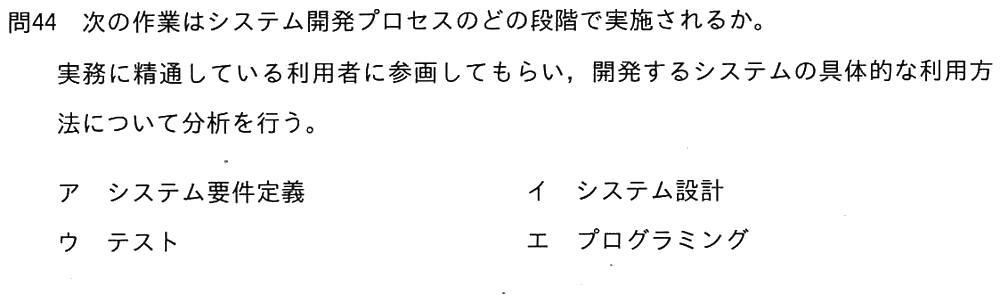 問44 次の作業はシステム開発プロセスのどの段階で実施されるか。
実務に精通している利用者に参画してもらい，開発するシステムの具体的な利用方
法について分析を行う。
ア システム要件定義 イ システム設計
ウ テスト エ プログラミング